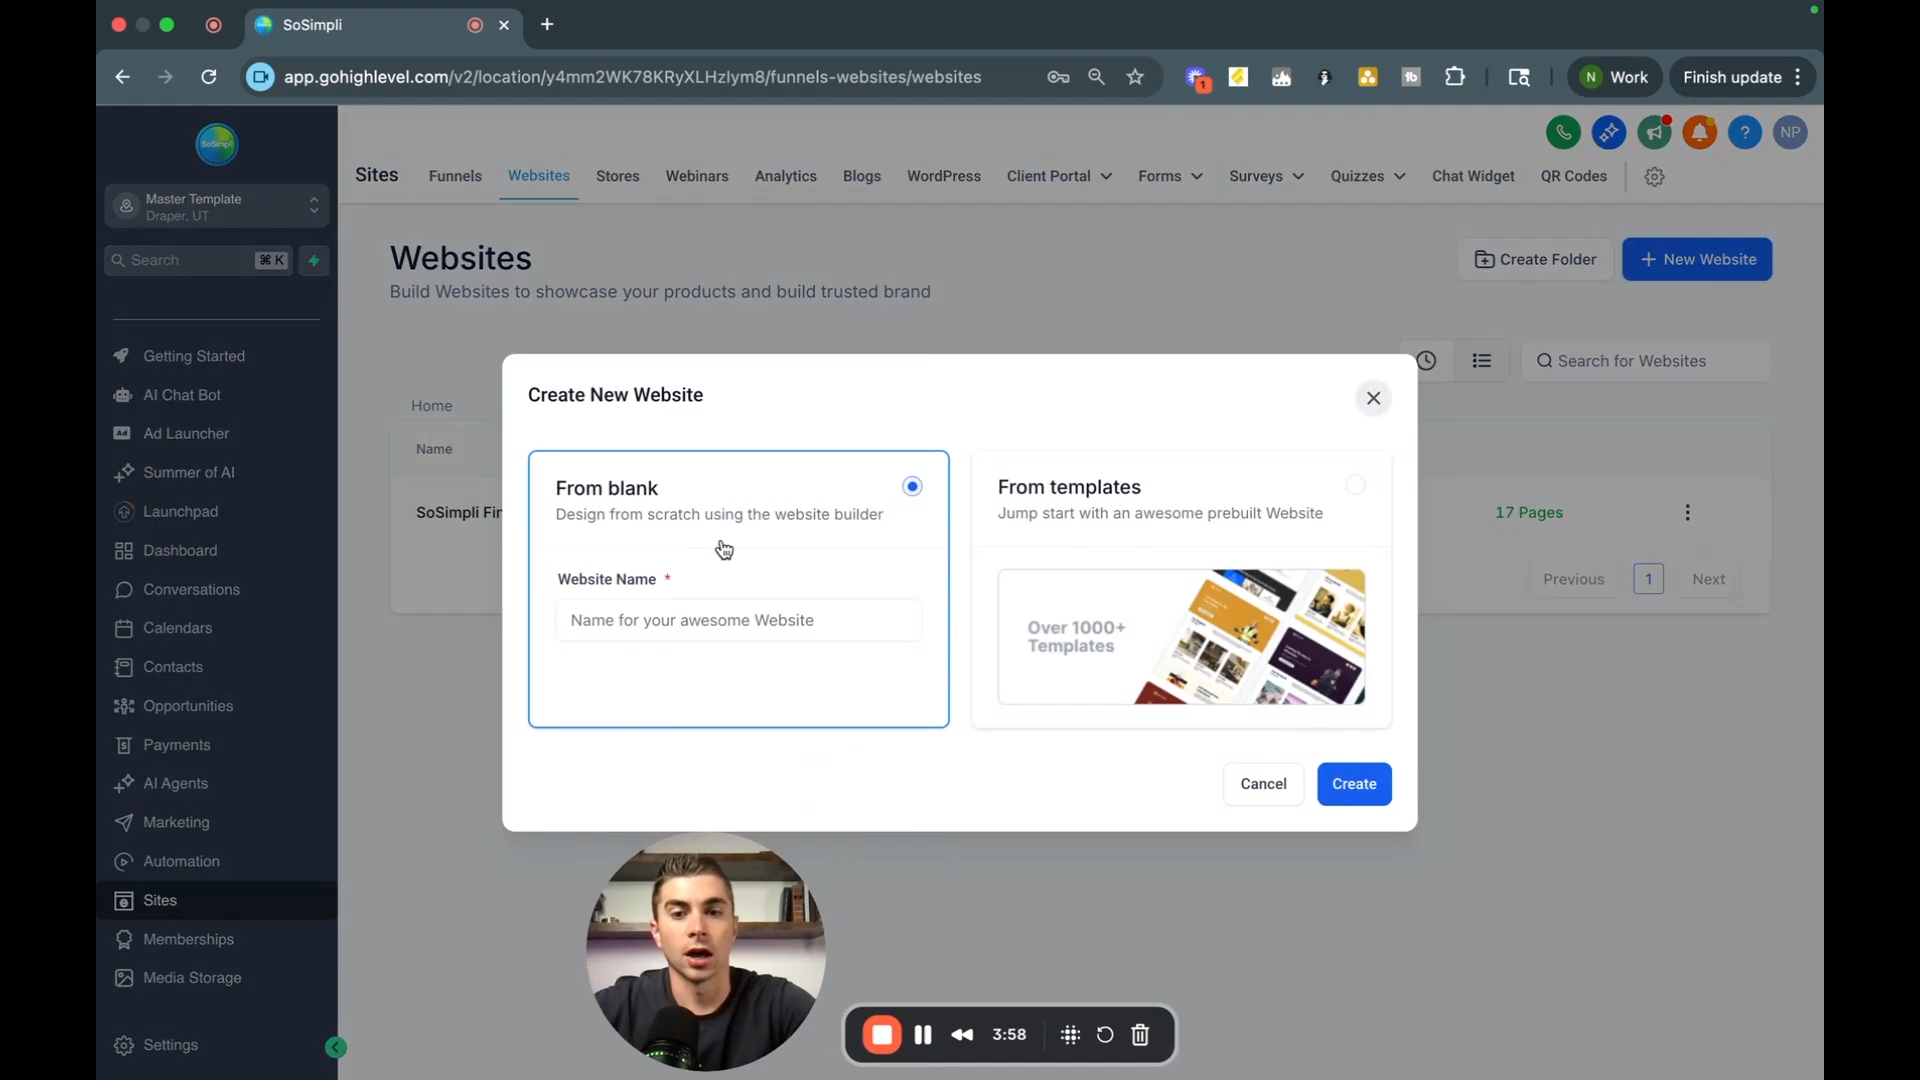 SoSimpli
app.gohighlevel.com/v2/location/y4mm2WK78KRyXLHzlym8/funnels-websites/websites
1
N Work
Finish update
SoSimpli
Master Template
Draper, UT
Search ⌘ K
Getting Started
AI Chat Bot
Ad Launcher
Summer of AI
Launchpad
Dashboard
Conversations
Calendars
Contacts
Opportunities
Payments
AI Agents
Marketing
Automation
Sites
Memberships
Media Storage
Settings
NP
Sites Funnels Websites Stores Webinars Analytics Blogs WordPress Client Portal Forms Surveys Quizzes Chat Widget QR Codes
Websites
Build Websites to showcase your products and build trusted brand
Create Folder
+ New Website
Search for Websites
Home
Name
SoSimpli Fin
17 Pages
Previous 1 Next
Create New Website
From blank
Design from scratch using the website builder
Website Name *
Name for your awesome Website
From templates
Jump start with an awesome prebuilt Website
Over 1000+
Templates
Cancel
Create
3:58